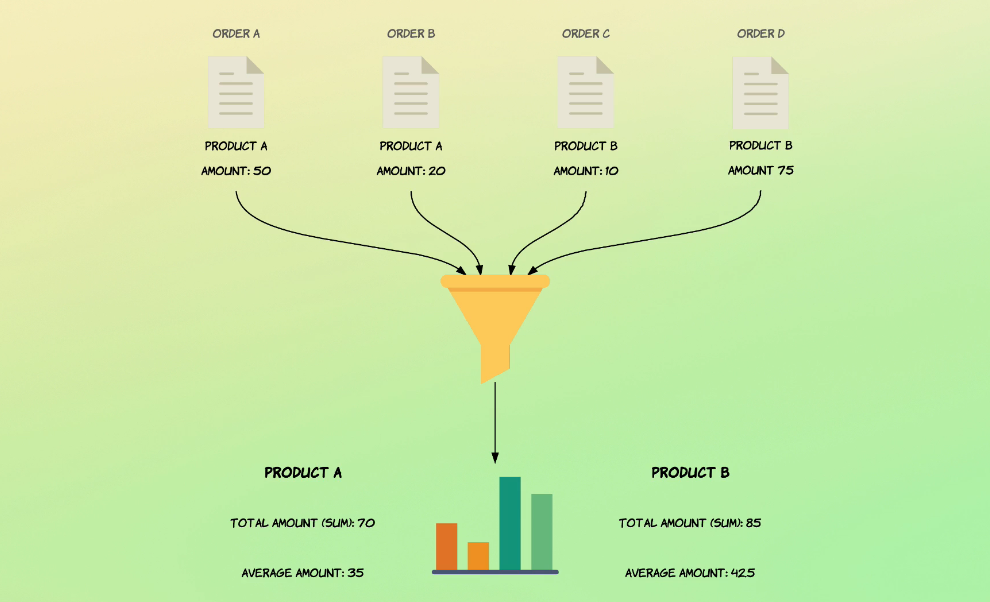 ORDER A
ORDER B
ORDER C
ORDER D
PRODUCT A
PRODUCT A
PRODUCT B
PRODUCT B
AMOUNT: 50
AMOUNT: 20
AMOUNT: 10
AMOUNT 75
PRODUCT A
PRODUCT B
TOTAL AMOUNT (SUM): 70
TOTAL AMOUNT (SUM): 85
AVERAGE AMOUNT: 35
AVERAGE AMOUNT: 42.5